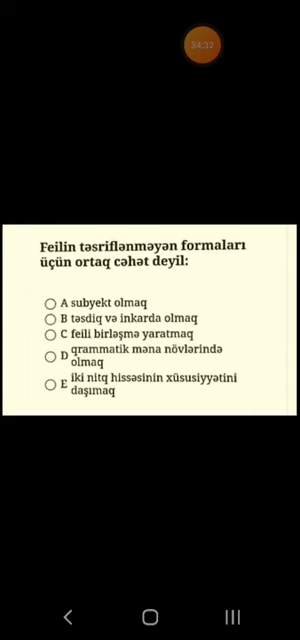 34:32
Feilin təsriflənməyən formaları
üçün ortaq cəhət deyil:
A subyekt olmaq
B təsdiq və inkarda olmaq
C feili birləşmə yaratmaq
D qrammatik məna növlərində
olmaq
E iki nitq hissəsinin xüsusiyyətini
daşımaq